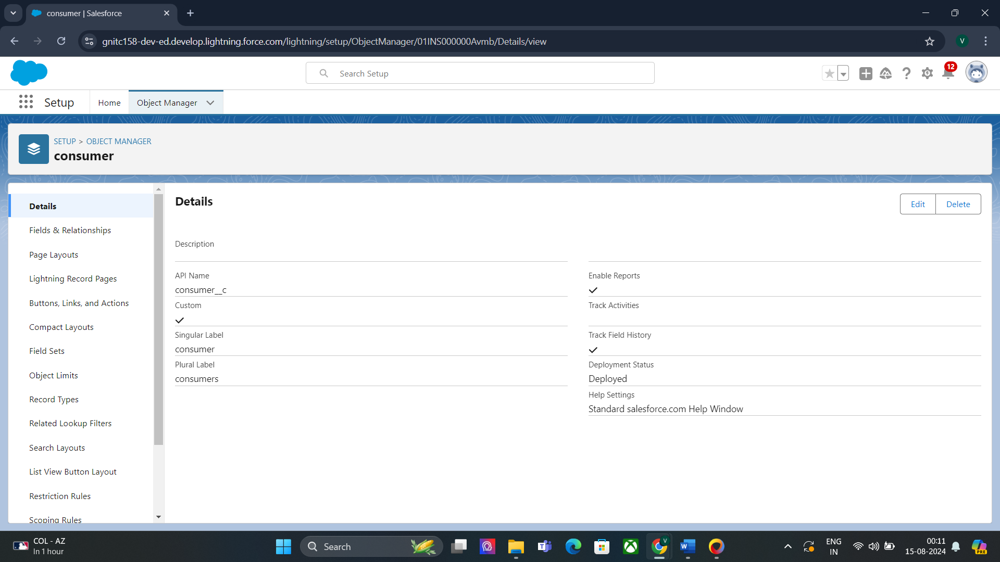 consumer | Salesforce
gnitc158-dev-ed.develop.lightning.force.com/lightning/setup/ObjectManager/01INS000000Avmb/Details/view
V
Search Setup
12
Setup
Home
Object Manager
SETUP > OBJECT MANAGER
consumer
Details
Fields & Relationships
Page Layouts
Lightning Record Pages
Buttons, Links, and Actions
Compact Layouts
Field Sets
Object Limits
Record Types
Related Lookup Filters
Search Layouts
List View Button Layout
Restriction Rules
Scoping Rules
Details
Edit
Delete
Description
API Name
consumer__c
Custom
Singular Label
consumer
Plural Label
consumers
Enable Reports
Track Activities
Track Field History
Deployment Status
Deployed
Help Settings
Standard salesforce.com Help Window
COL - AZ
In 1 hour
Search
V
ENG
IN
00:11
15-08-2024
PRE